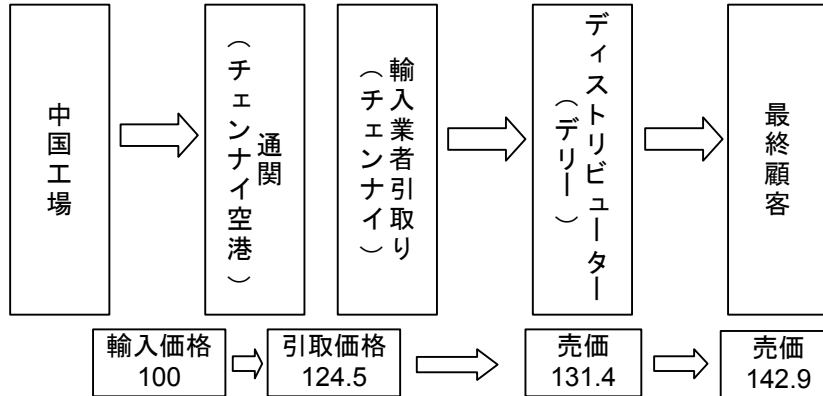 中国工場
通関
（チェンナイ空港）
輸入業者引取り
（チェンナイ）
ディストリビューター
（デリー）
最終顧客
輸入価格
100
引取価格
124.5
売価
131.4
売価
142.9